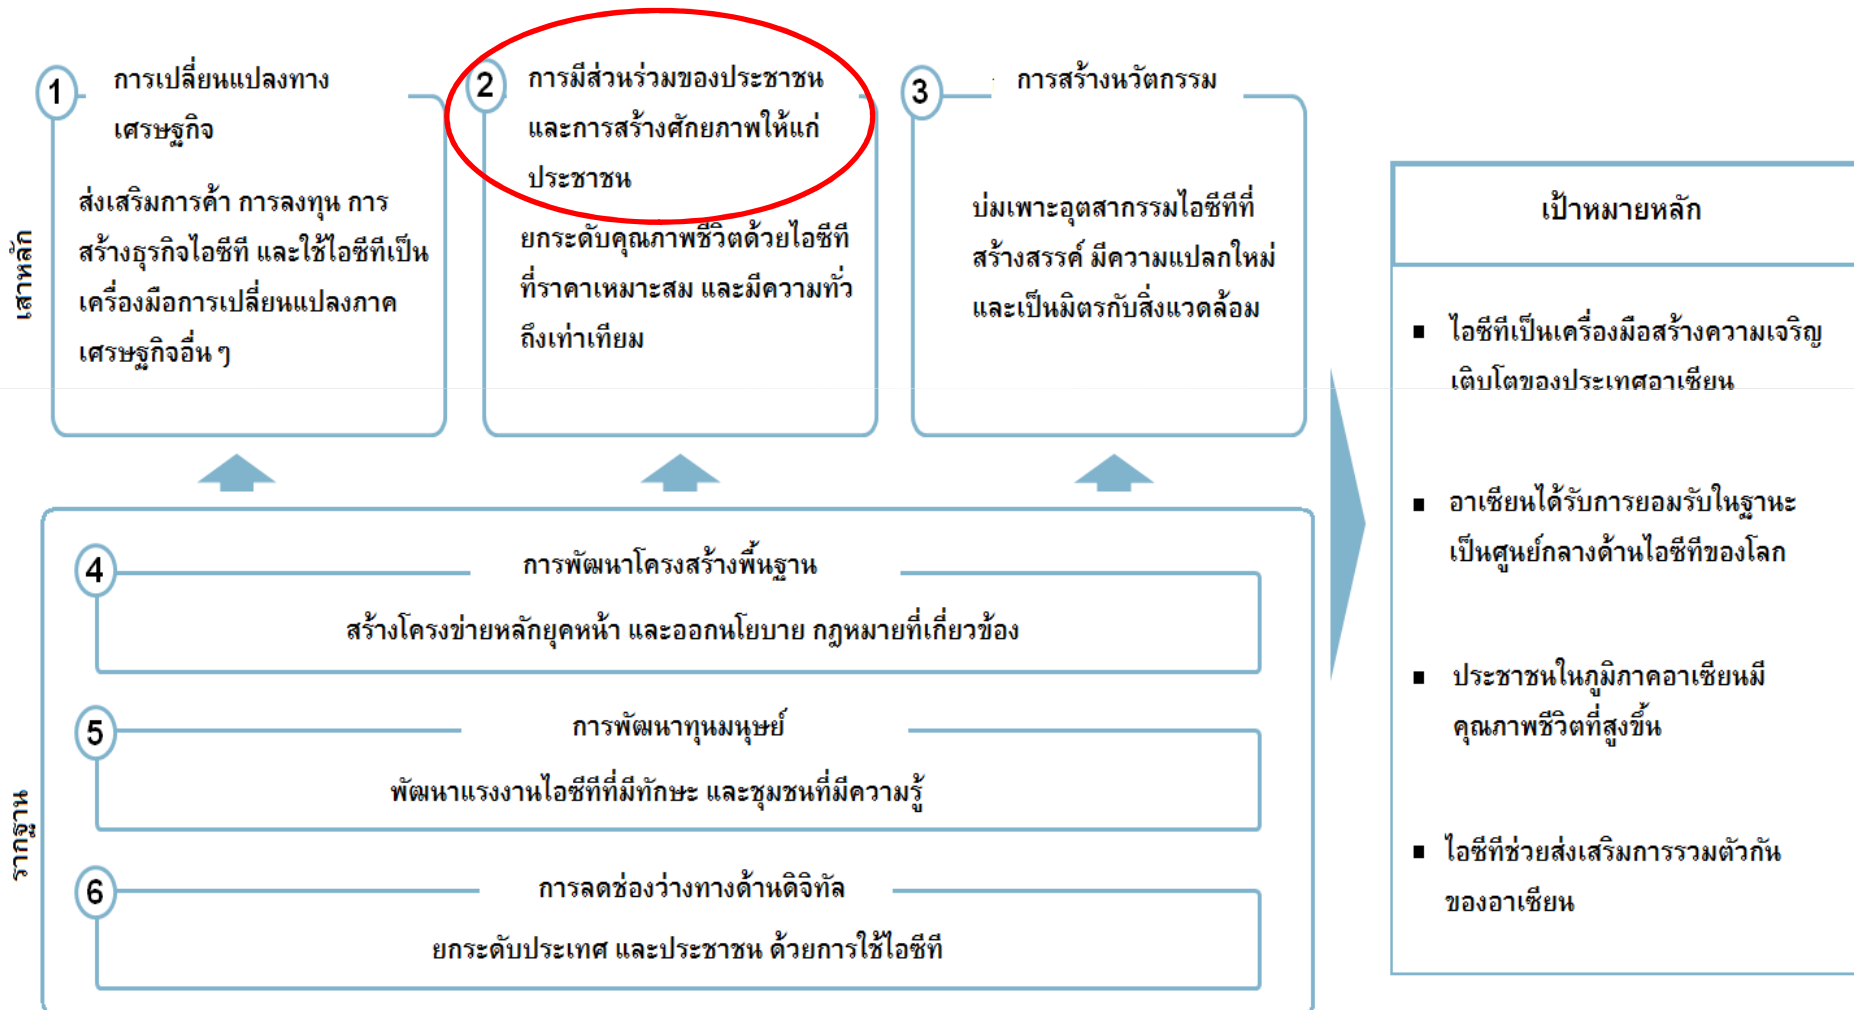 เสาหลัก
1
การเปลี่ยนแปลงทาง
เศรษฐกิจ
ส่งเสริมการค้า การลงทุน การ
สร้างธุรกิจไอซีที และใช้ไอซีทีเป็น
เครื่องมือการเปลี่ยนแปลงภาค
เศรษฐกิจอื่น ๆ
2
การมีส่วนร่วมของประชาชน
และการสร้างศักยภาพให้แก่
ประชาชน
ยกระดับคุณภาพชีวิตด้วยไอซีที
ที่ราคาเหมาะสม และมีความทั่ว
ถึงเท่าเทียม
3
การสร้างนวัตกรรม
บ่มเพาะอุตสากรรมไอซีทีที่
สร้างสรรค์ มีความแปลกใหม่
และเป็นมิตรกับสิ่งแวดล้อม
รากฐาน
4
การพัฒนาโครงสร้างพื้นฐาน
สร้างโครงข่ายหลักยุคหน้า และออกนโยบาย กฎหมายที่เกี่ยวข้อง
5
การพัฒนาทุนมนุษย์
พัฒนาแรงงานไอซีทีที่มีทักษะ และชุมชนที่มีความรู้
6
การลดช่องว่างทางด้านดิจิทัล
ยกระดับประเทศ และประชาชน ด้วยการใช้ไอซีที
เป้าหมายหลัก
▪ ไอซีทีเป็นเครื่องมือสร้างความเจริญ
เติบโตของประเทศอาเซียน
▪ อาเซียนได้รับการยอมรับในฐานะ
เป็นศูนย์กลางด้านไอซีทีของโลก
▪ ประชาชนในภูมิภาคอาเซียนมี
คุณภาพชีวิตที่สูงขึ้น
▪ ไอซีทีช่วยส่งเสริมการรวมตัวกัน
ของอาเซียน